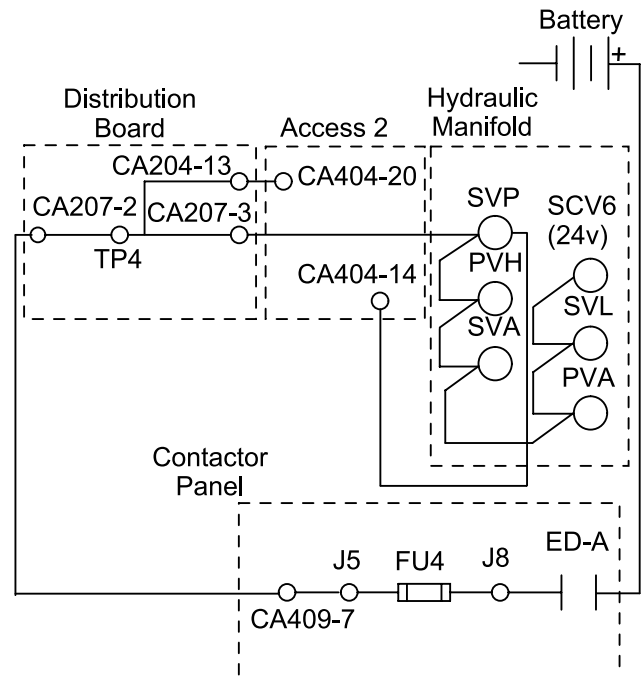 Battery
+
Distribution
Board
Access 2
Hydraulic
Manifold
CA204-13
CA404-20
CA207-2
CA207-3
TP4
SVP
SCV6
(24v)
PVH
CA404-14
SVL
SVA
PVA
Contactor
Panel
J5
FU4
J8
ED-A
CA409-7